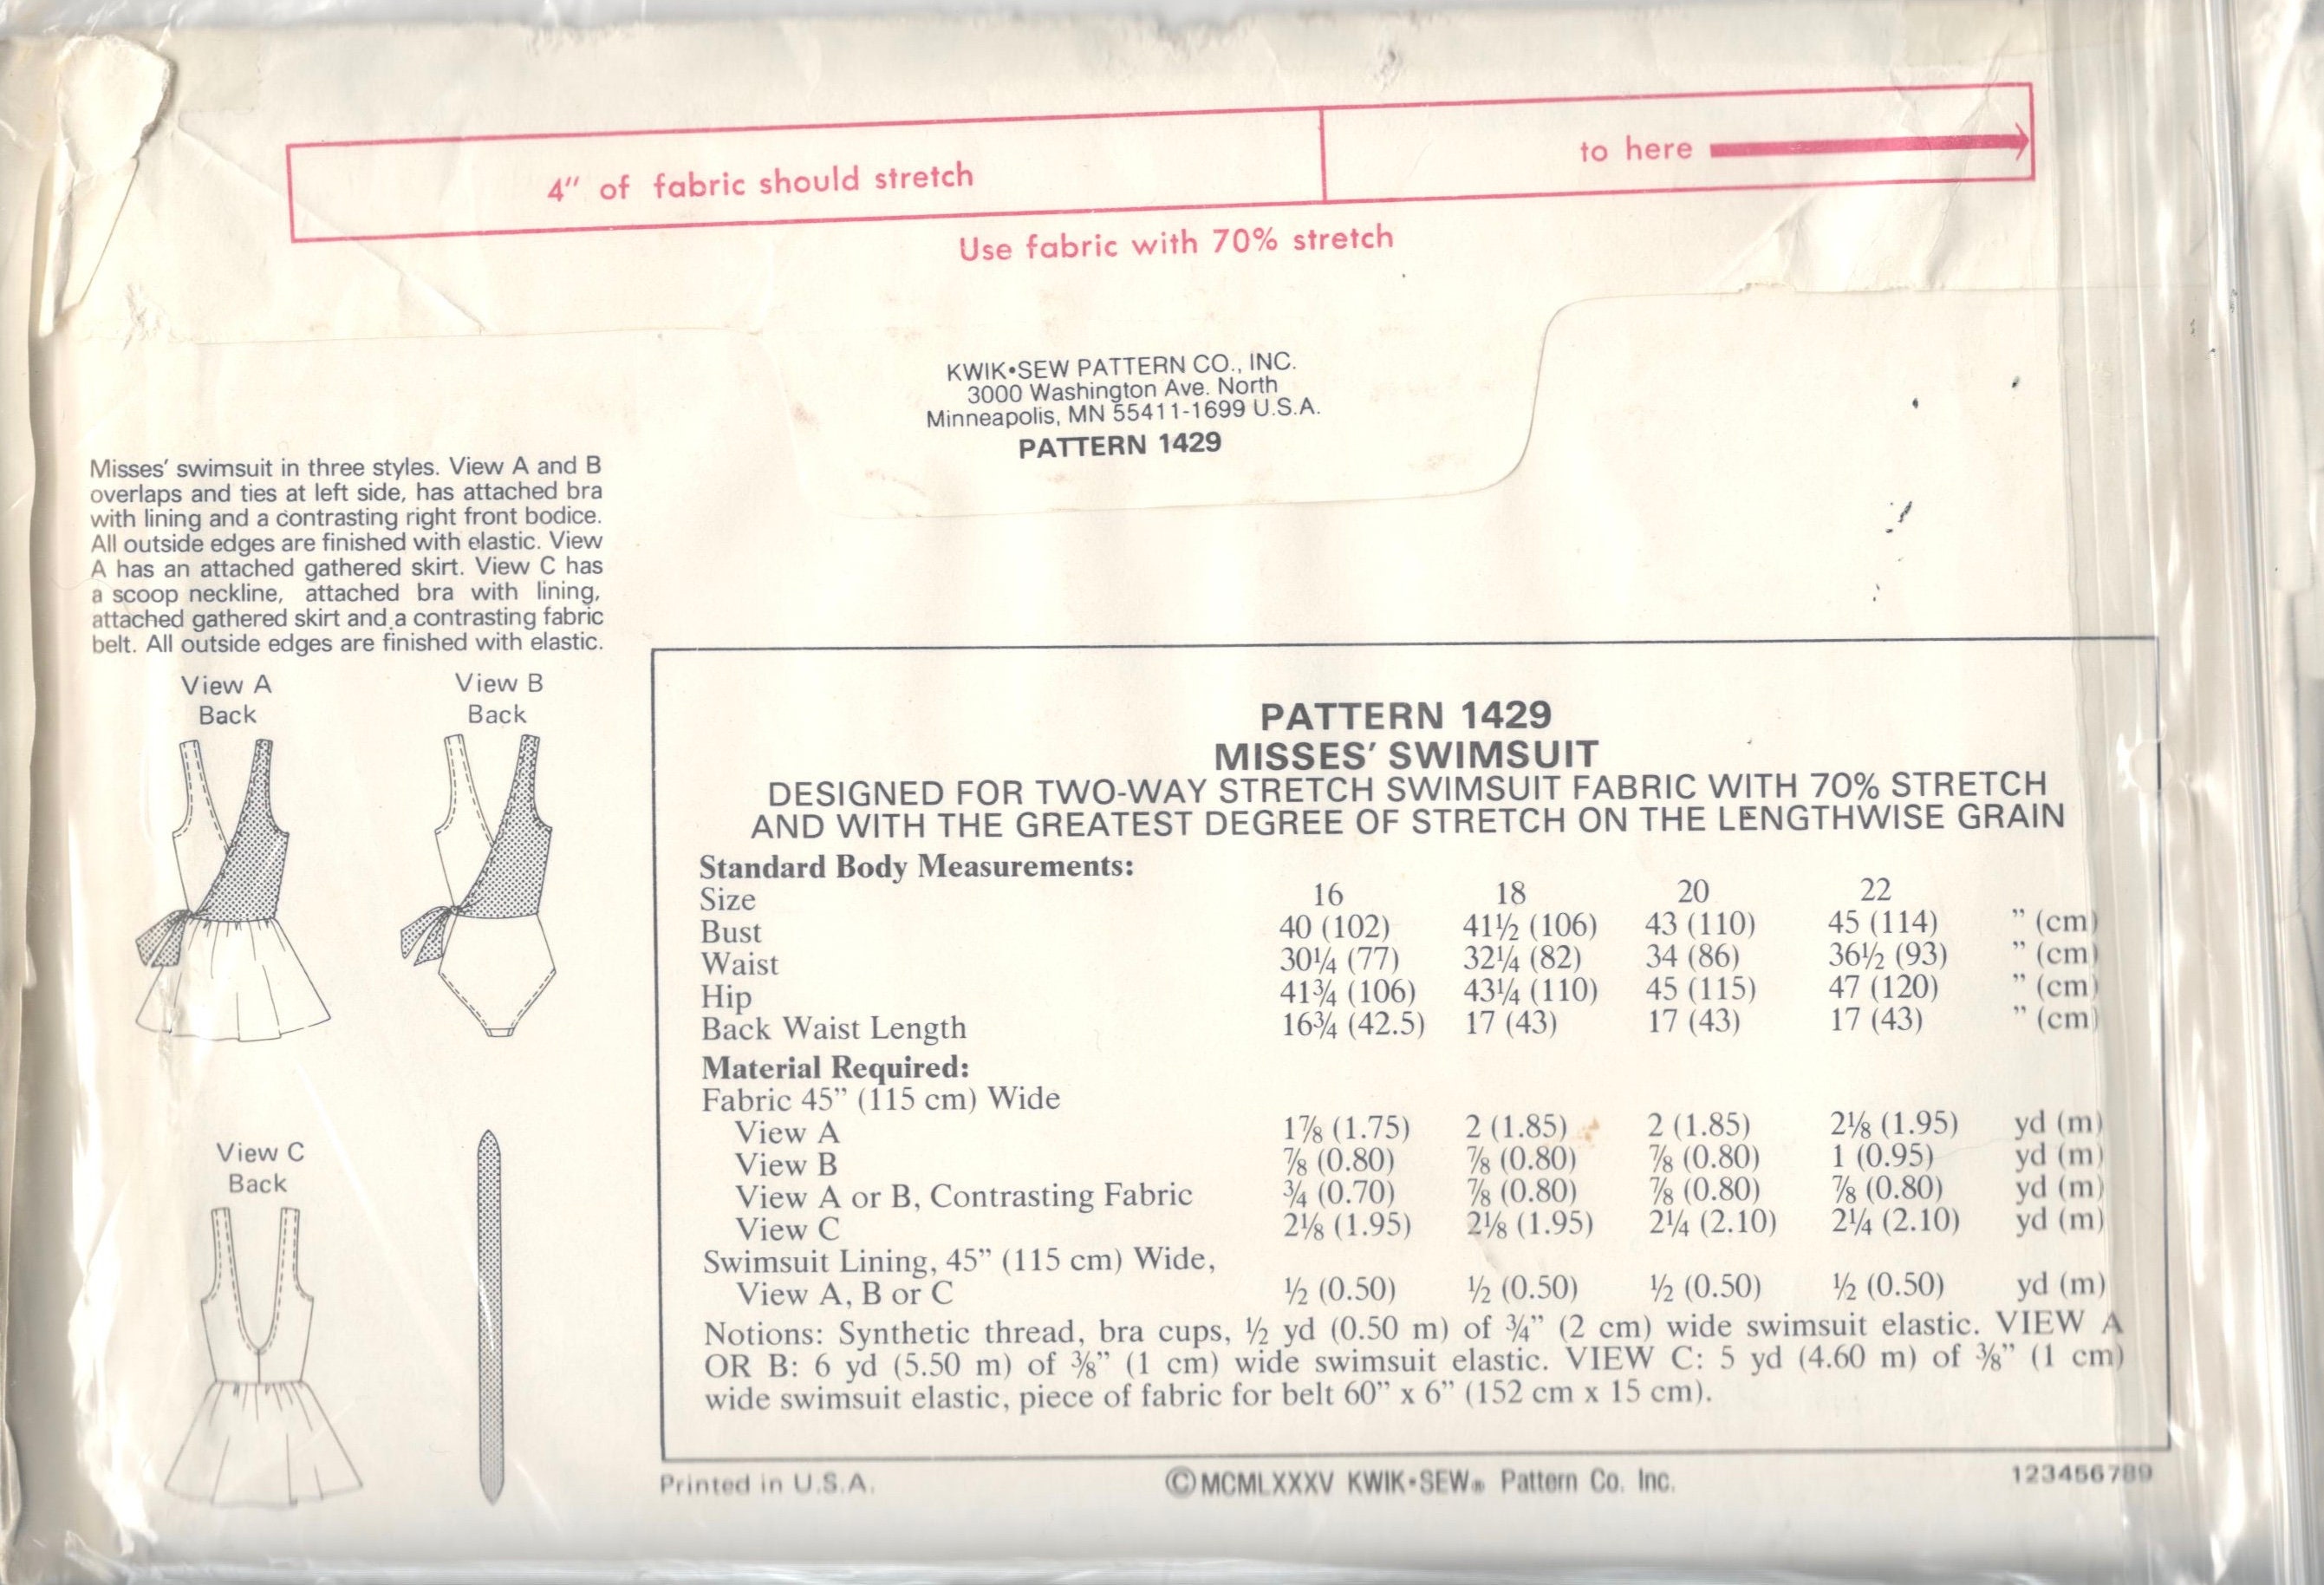 4" of fabric should stretch
to here
Use fabric with 70% stretch
KWIK•SEW PATTERN CO., INC.
3000 Washington Ave. North
Minneapolis, MN 55411-1699 U.S.A.
PATTERN 1429
Misses' swimsuit in three styles. View A and B
overlaps and ties at left side, has attached bra
with lining and a contrasting right front bodice.
All outside edges are finished with elastic. View
A has an attached gathered skirt. View C has
a scoop neckline, attached bra with lining,
attached gathered skirt and a contrasting fabric
belt. All outside edges are finished with elastic.
View A
Back
View B
Back
View C
Back
PATTERN 1429
MISSES' SWIMSUIT
DESIGNED FOR TWO-WAY STRETCH SWIMSUIT FABRIC WITH 70% STRETCH
AND WITH THE GREATEST DEGREE OF STRETCH ON THE LENGTHWISE GRAIN
Standard Body Measurements:
Size 16 18 20 22
Bust 40 (102) 41½ (106) 43 (110) 45 (114) " (cm)
Waist 30¼ (77) 32¼ (82) 34 (86) 36½ (93) " (cm)
Hip 41¾ (106) 43¼ (110) 45 (115) 47 (120) " (cm)
Back Waist Length 16¾ (42.5) 17 (43) 17 (43) 17 (43) " (cm)
Material Required:
Fabric 45" (115 cm) Wide
View A 1⅞ (1.75) 2 (1.85) 2 (1.85) 2⅛ (1.95) yd (m)
View B ⅞ (0.80) ⅞ (0.80) ⅞ (0.80) 1 (0.95) yd (m)
View A or B, Contrasting Fabric ¾ (0.70) ⅞ (0.80) ⅞ (0.80) ⅞ (0.80) yd (m)
View C 2⅛ (1.95) 2⅛ (1.95) 2¼ (2.10) 2¼ (2.10) yd (m)
Swimsuit Lining, 45" (115 cm) Wide,
View A, B or C ½ (0.50) ½ (0.50) ½ (0.50) ½ (0.50) yd (m)
Notions: Synthetic thread, bra cups, ½ yd (0.50 m) of ¾" (2 cm) wide swimsuit elastic. VIEW A
OR B: 6 yd (5.50 m) of ⅜" (1 cm) wide swimsuit elastic. VIEW C: 5 yd (4.60 m) of ⅜" (1 cm)
wide swimsuit elastic, piece of fabric for belt 60" x 6" (152 cm x 15 cm).
Printed in U.S.A.
©MCMLXXXV KWIK•SEW® Pattern Co. Inc.
123456789